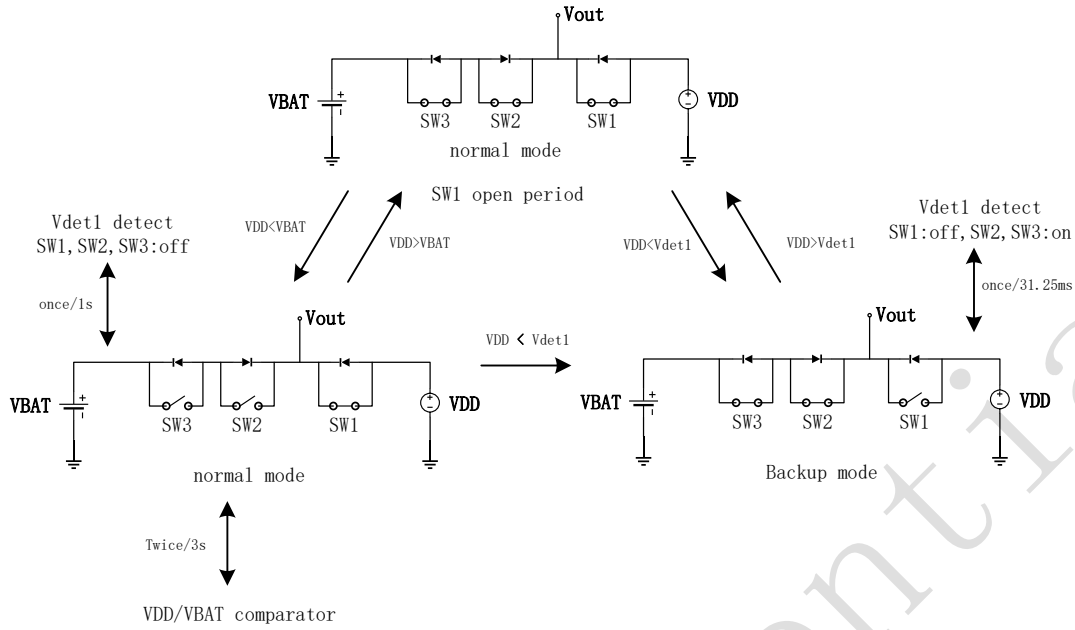 Vout
VBAT
+
-
SW3
SW2
SW1
+
-
VDD
normal mode
SW1 open period
VDD<VBAT
VDD>VBAT
VDD<Vdet1
VDD>Vdet1
Vdet1 detect
SW1,SW2,SW3:off
once/1s
Vdet1 detect
SW1:off,SW2,SW3:on
once/31.25ms
Vout
VBAT
+
-
SW3
SW2
SW1
+
-
VDD
normal mode
VDD < Vdet1
Vout
VBAT
+
-
SW3
SW2
SW1
+
-
VDD
Backup mode
Twice/3s
VDD/VBAT comparator